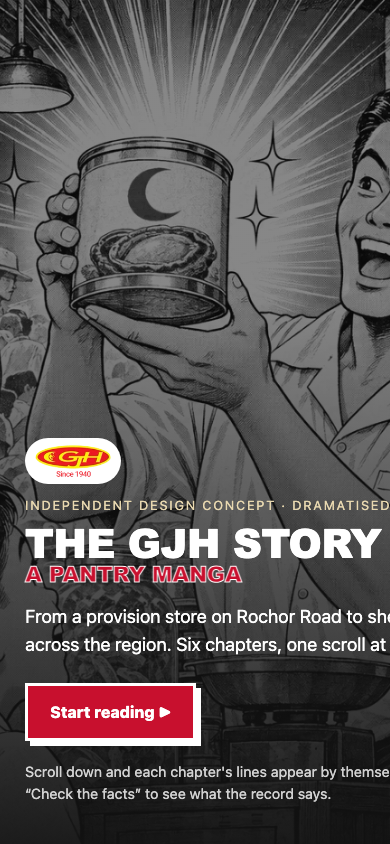 GJH
Since 1940
INDEPENDENT DESIGN CONCEPT · DRAMATISED
THE GJH STORY
A PANTRY MANGA
From a provision store on Rochor Road to she
across the region. Six chapters, one scroll at
Start reading ▶
Scroll down and each chapter's lines appear by themse
“Check the facts” to see what the record says.